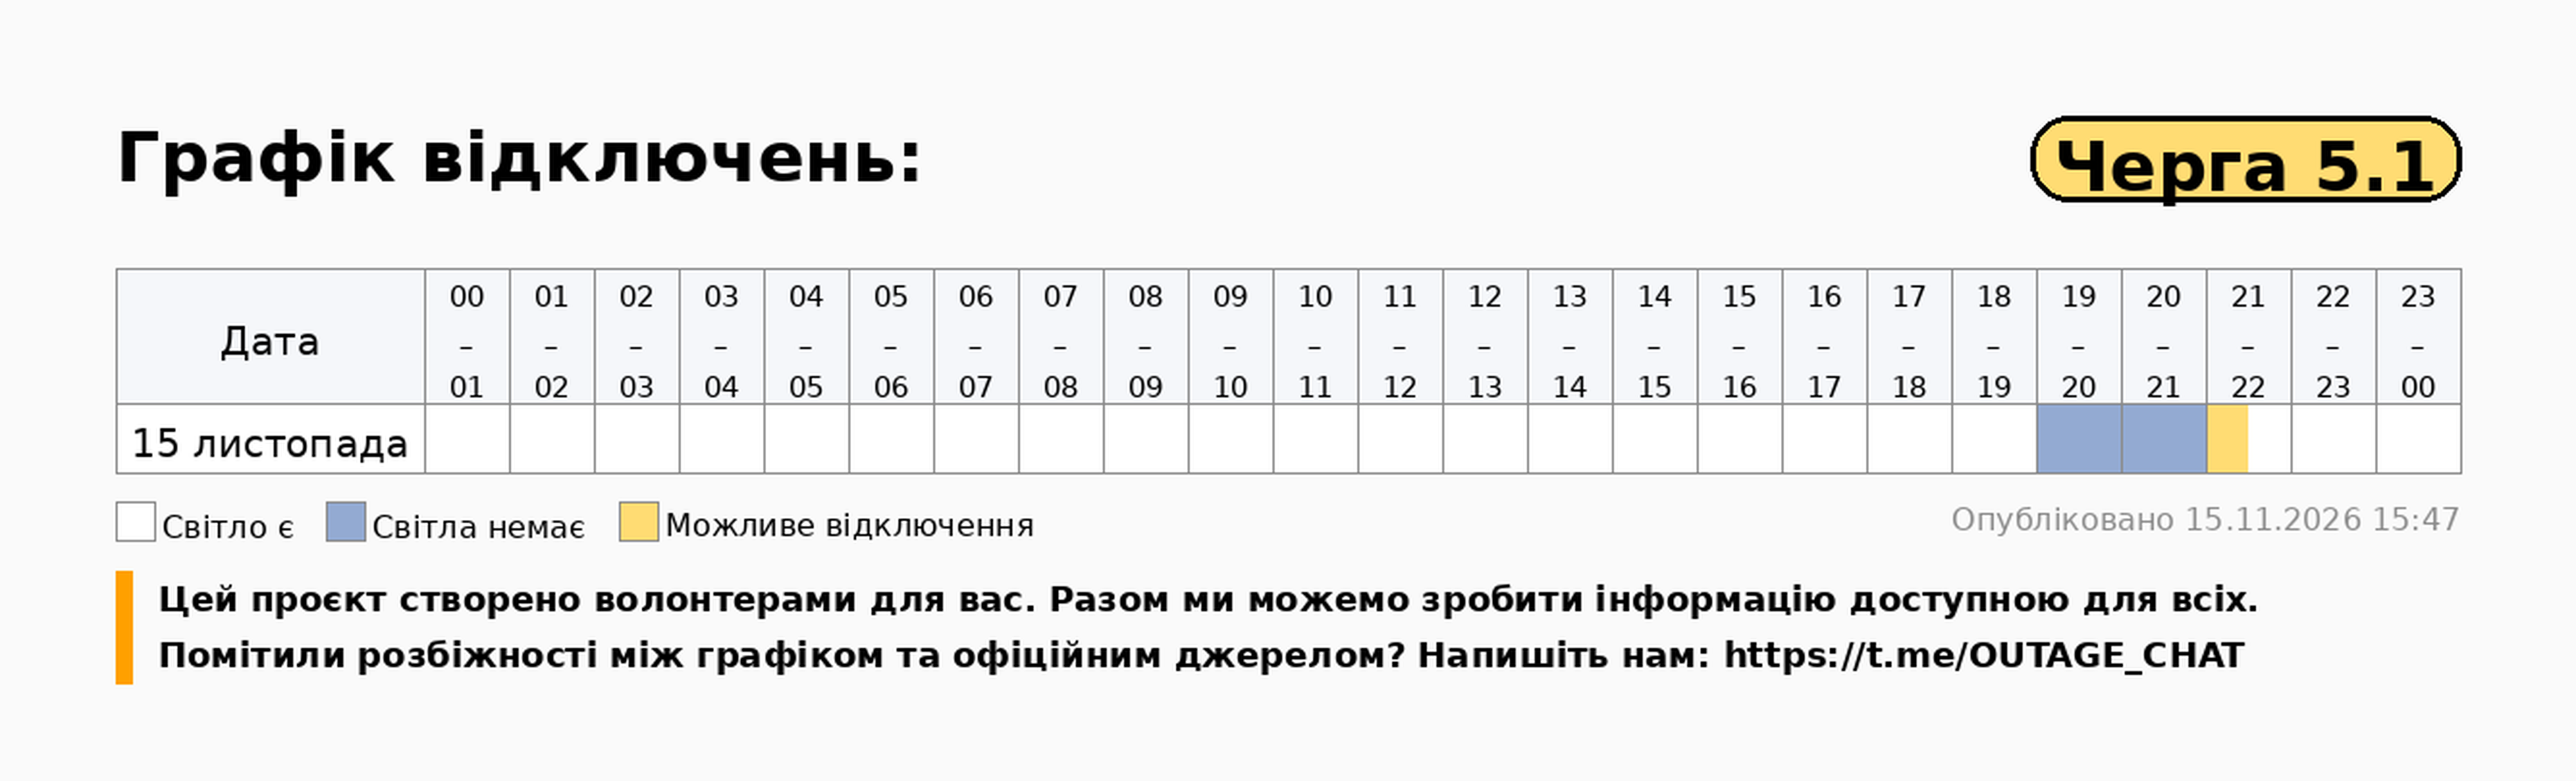 Графік відключень:
Черга 5.1
Дата
00 – 01
01 – 02
02 – 03
03 – 04
04 – 05
05 – 06
06 – 07
07 – 08
08 – 09
09 – 10
10 – 11
11 – 12
12 – 13
13 – 14
14 – 15
15 – 16
16 – 17
17 – 18
18 – 19
19 – 20
20 – 21
21 – 22
22 – 23
23 – 00
15 листопада
Світло є
Світла немає
Можливе відключення
Опубліковано 15.11.2026 15:47
Цей проєкт створено волонтерами для вас. Разом ми можемо зробити інформацію доступною для всіх.
Помітили розбіжності між графіком та офіційним джерелом? Напишіть нам: https://t.me/OUTAGE_CHAT